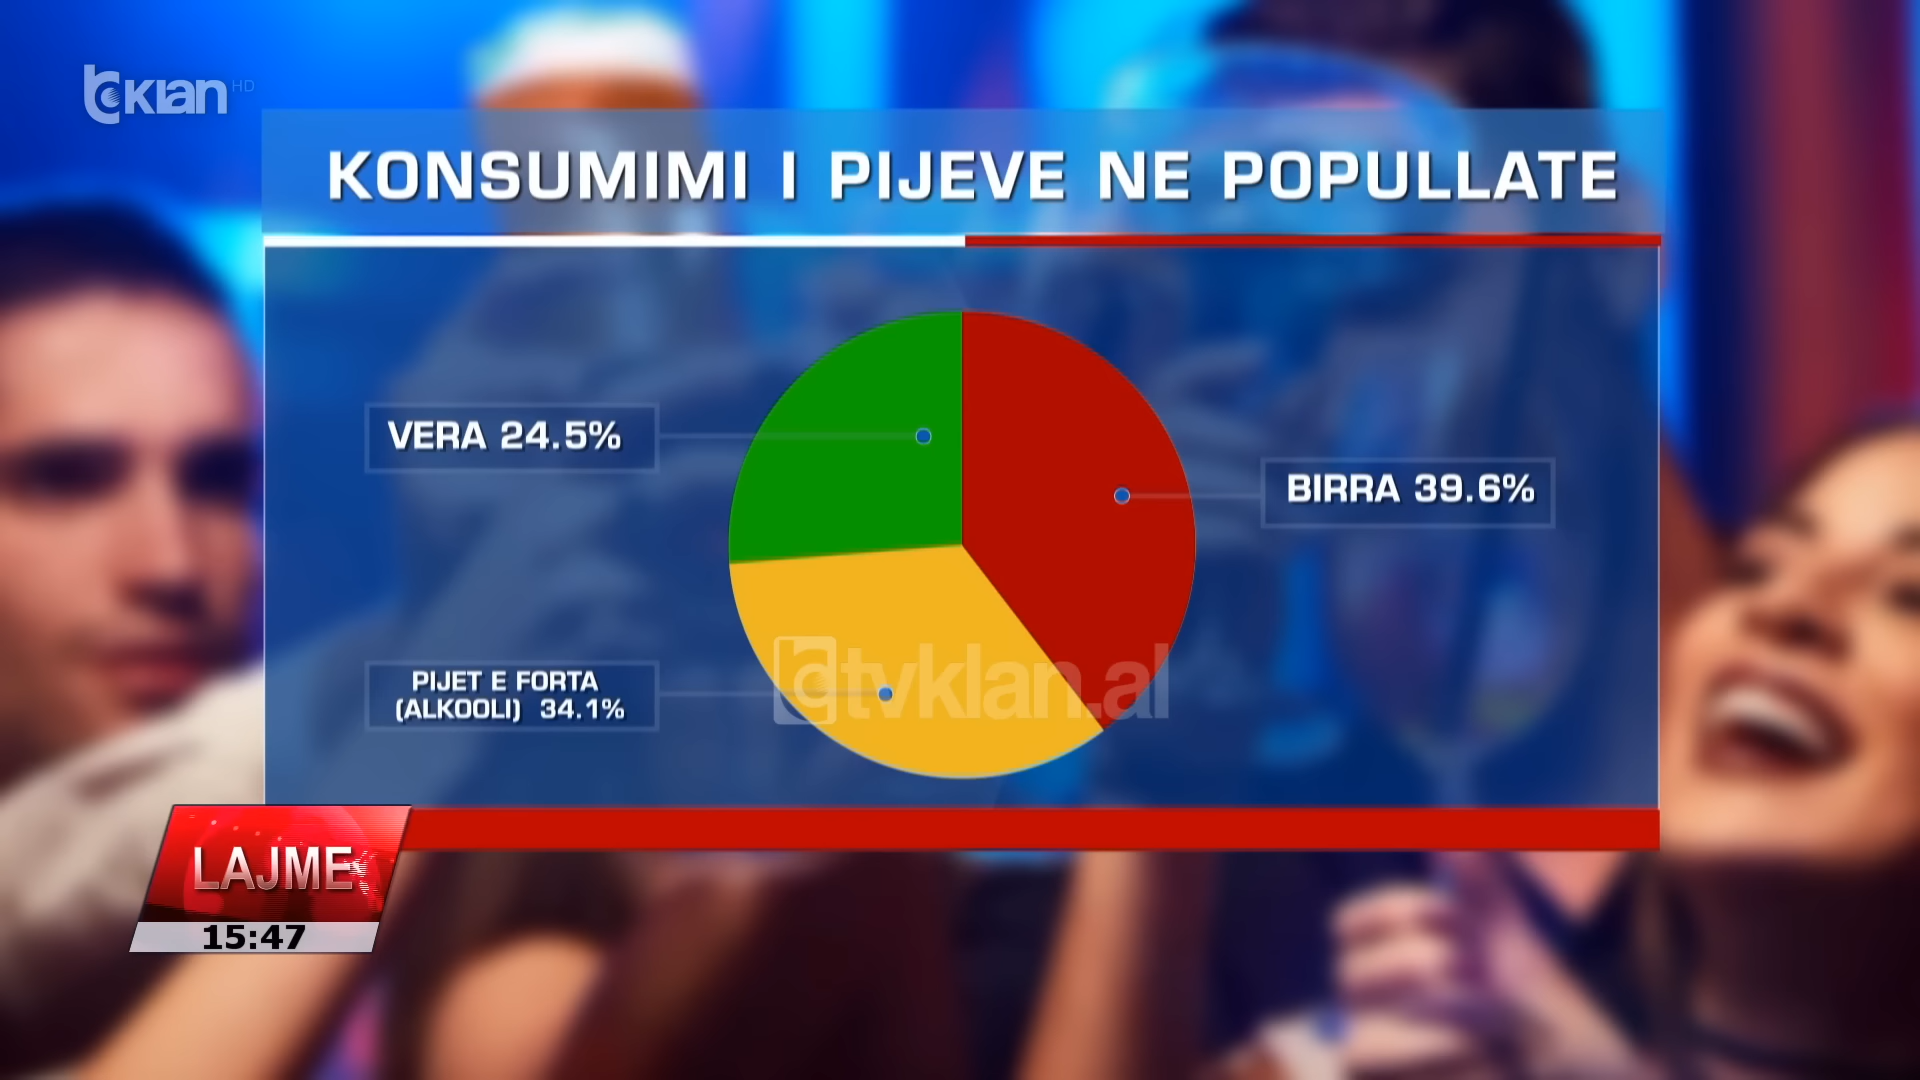 tcklan HD
KONSUMIMI I PIJEVE NE POPULLATE
VERA 24.5%
BIRRA 39.6%
PIJET E FORTA
(ALKOOLI) 34.1%
tvklan.al
LAJME
15:47